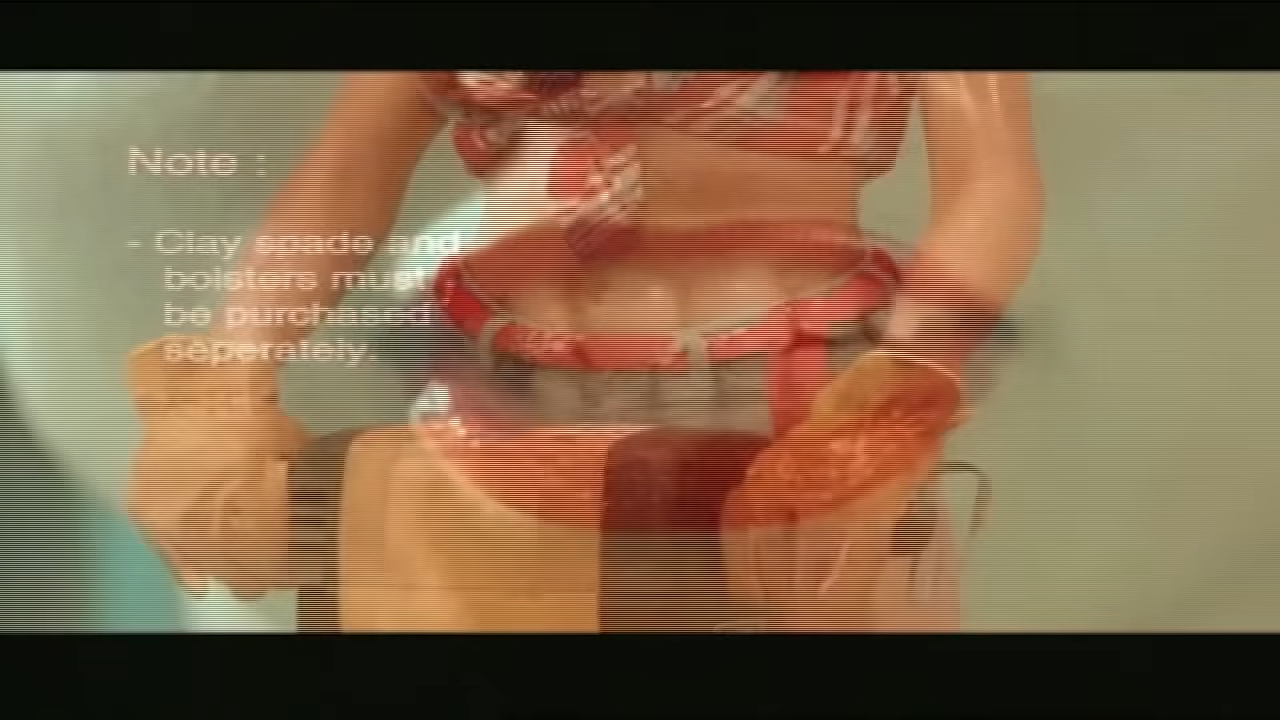 Note :
- Clay spade and
bolsters must
be purchased
seperately.